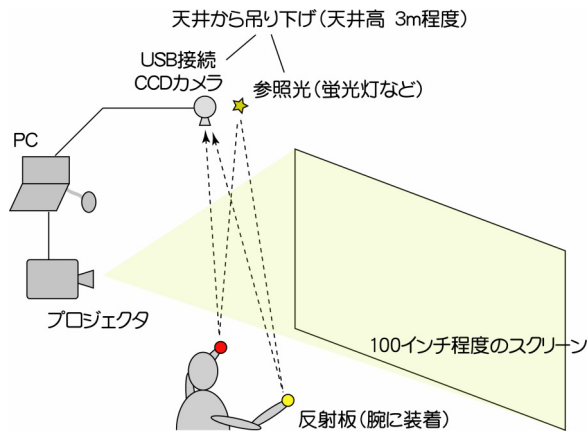 天井から吊り下げ（天井高 3m程度）
USB接続
CCDカメラ
参照光（蛍光灯など）
PC
プロジェクタ
100インチ程度のスクリーン
反射板（腕に装着）